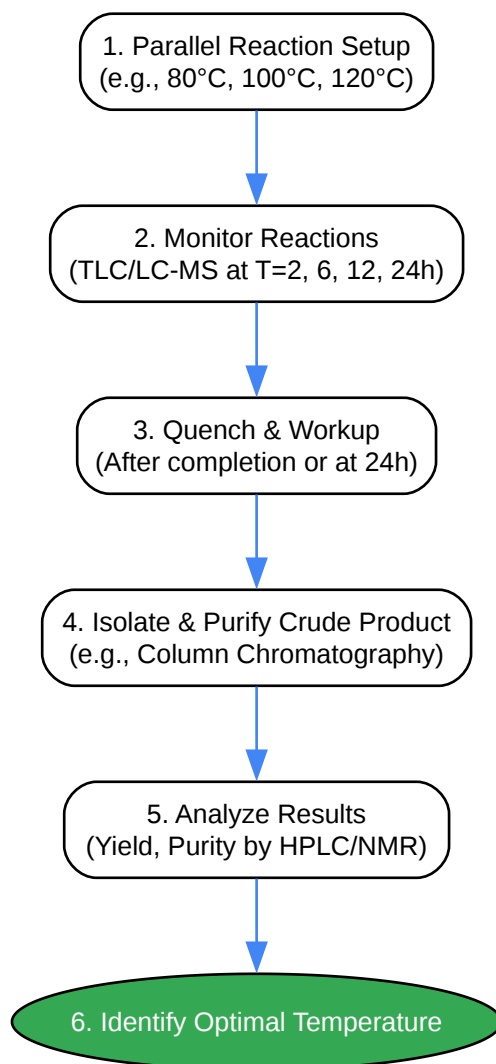 1. Parallel Reaction Setup
(e.g., 80°C, 100°C, 120°C)
2. Monitor Reactions
(TLC/LC-MS at T=2, 6, 12, 24h)
3. Quench & Workup
(After completion or at 24h)
4. Isolate & Purify Crude Product
(e.g., Column Chromatography)
5. Analyze Results
(Yield, Purity by HPLC/NMR)
6. Identify Optimal Temperature